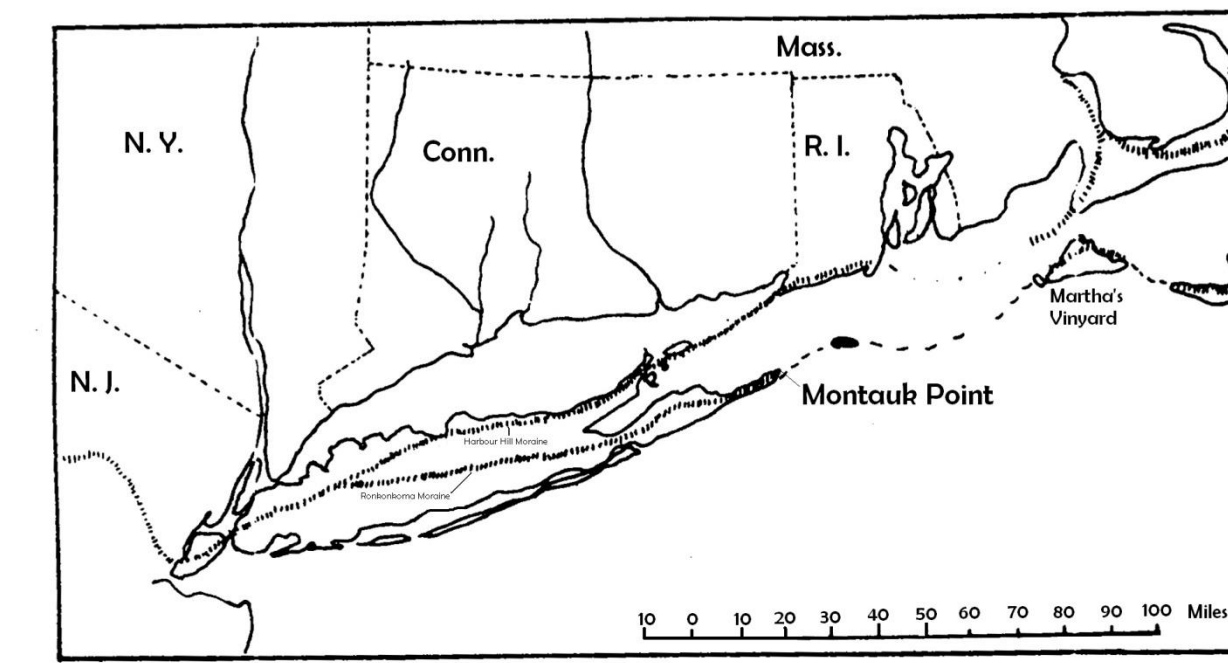 Mass.
N. Y.
Conn.
R. I.
Martha's
Vinyard
N. J.
Montauk Point
Harbour Hill Moraine
Ronkonkoma Moraine
10 0 10 20 30 40 50 60 70 80 90 100 Miles